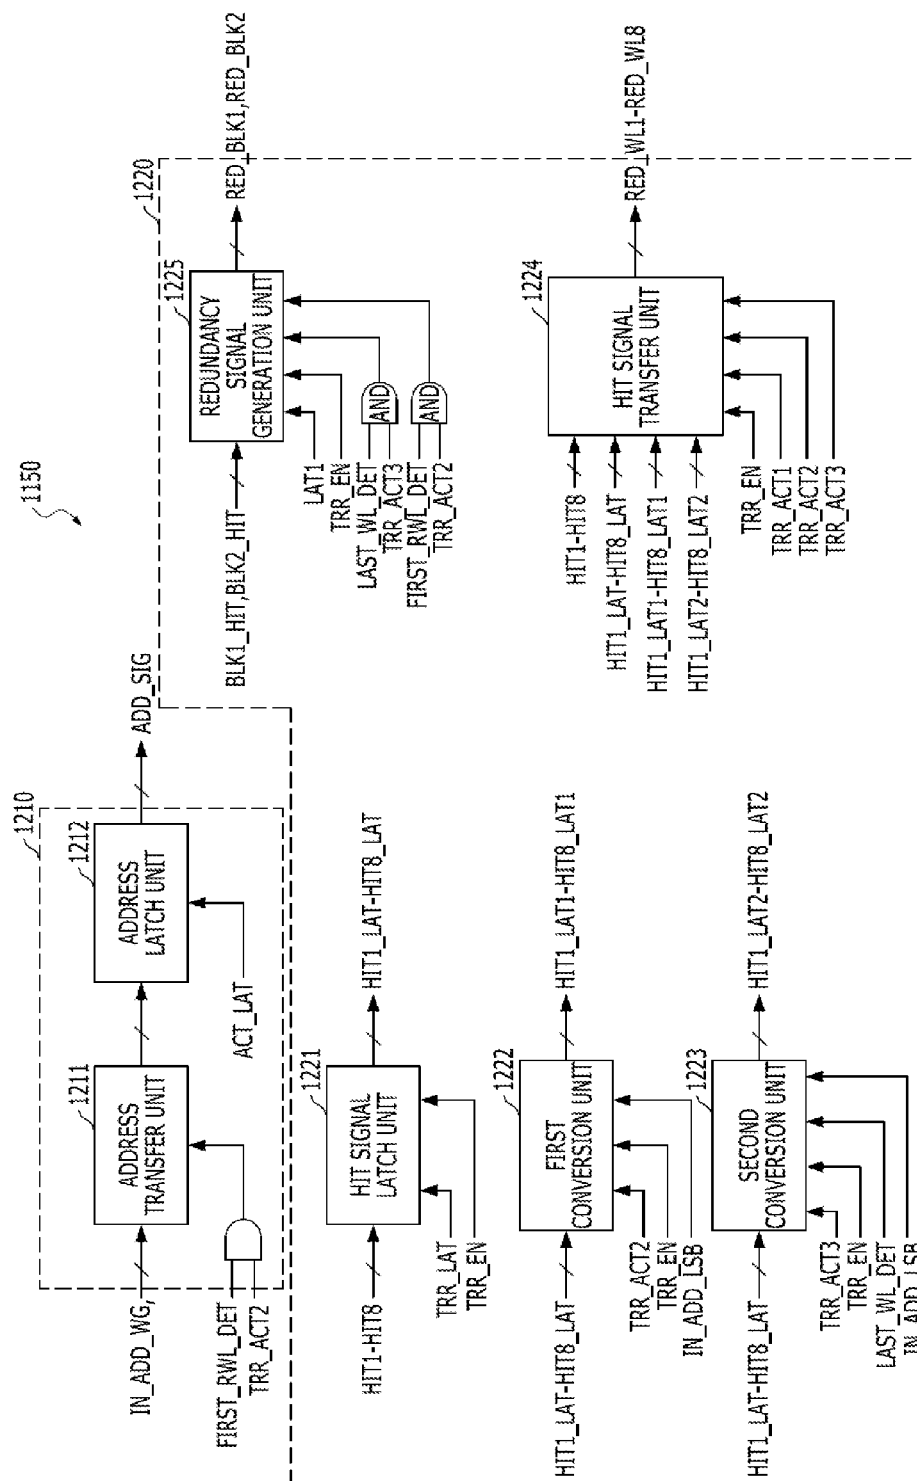 1150
1210
1211
ADDRESS
TRANSFER UNIT
1212
ADDRESS
LATCH UNIT
IN_ADD_WG,
FIRST_RWL_DET
TRR_ACT2
ACT_LAT
ADD_SIG
1220
1221
HIT SIGNAL
LATCH UNIT
HIT1-HIT8
TRR_LAT
TRR_EN
HIT1_LAT-HIT8_LAT
1222
FIRST
CONVERSION UNIT
HIT1_LAT-HIT8_LAT
TRR_ACT2
TRR_EN
IN_ADD_LSB
HIT1_LAT1-HIT8_LAT1
1223
SECOND
CONVERSION UNIT
HIT1_LAT-HIT8_LAT
TRR_ACT3
TRR_EN
LAST_WL_DET
IN_ADD_LSB
HIT1_LAT2-HIT8_LAT2
1225
REDUNDANCY
SIGNAL
GENERATION UNIT
BLK1_HIT,BLK2_HIT
LAT1
TRR_EN
LAST_WL_DET
TRR_ACT3
AND
FIRST_RWL_DET
TRR_ACT2
AND
RED_BLK1,RED_BLK2
1224
HIT SIGNAL
TRANSFER UNIT
HIT1-HIT8
HIT1_LAT-HIT8_LAT
HIT1_LAT1-HIT8_LAT1
HIT1_LAT2-HIT8_LAT2
TRR_EN
TRR_ACT1
TRR_ACT2
TRR_ACT3
RED_WL1-RED_WL8